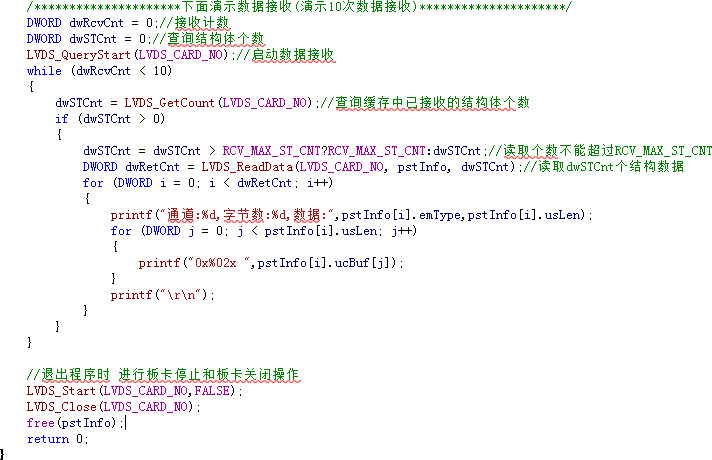 /*********************下面演示数据接收(演示10次数据接收)*********************/
DWORD dwRcvCnt = 0;//接收计数
DWORD dwSTCnt = 0;//查询结构体个数
LVDS_QueryStart(LVDS_CARD_NO);//启动数据接收
while (dwRcvCnt < 10)
{
dwSTCnt = LVDS_GetCount(LVDS_CARD_NO);//查询缓存中已接收的结构体个数
if (dwSTCnt > 0)
{
dwSTCnt = dwSTCnt > RCV_MAX_ST_CNT?RCV_MAX_ST_CNT:dwSTCnt;//读取个数不能超过RCV_MAX_ST_CNT
DWORD dwRetCnt = LVDS_ReadData(LVDS_CARD_NO, pstInfo, dwSTCnt);//读取dwSTCnt个结构数据
for (DWORD i = 0; i < dwRetCnt; i++)
{
printf("通道:%d,字节数:%d,数据:",pstInfo[i].emType,pstInfo[i].usLen);
for (DWORD j = 0; j < pstInfo[i].usLen; j++)
{
printf("0x%02x ",pstInfo[i].ucBuf[j]);
}
printf("\r\n");
}
}
}
//退出程序时 进行板卡停止和板卡关闭操作
LVDS_Start(LVDS_CARD_NO,FALSE);
LVDS_Close(LVDS_CARD_NO);
free(pstInfo);
return 0;
}